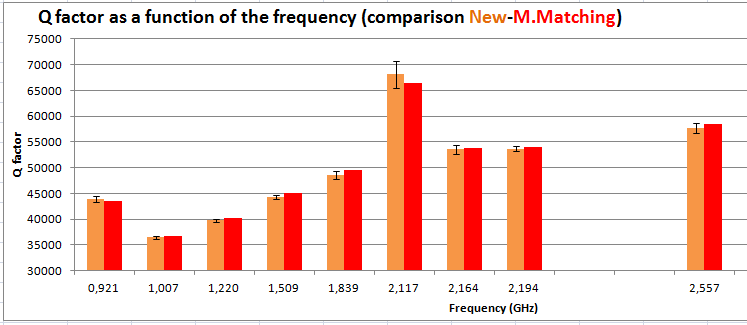 Q factor as a function of the frequency (comparison New-M.Matching)
75000
70000
65000
60000
55000
50000
45000
40000
35000
30000
Q factor
0,921 1,007 1,220 1,509 1,839 2,117 2,164 2,194 2,557
Frequency (GHz)